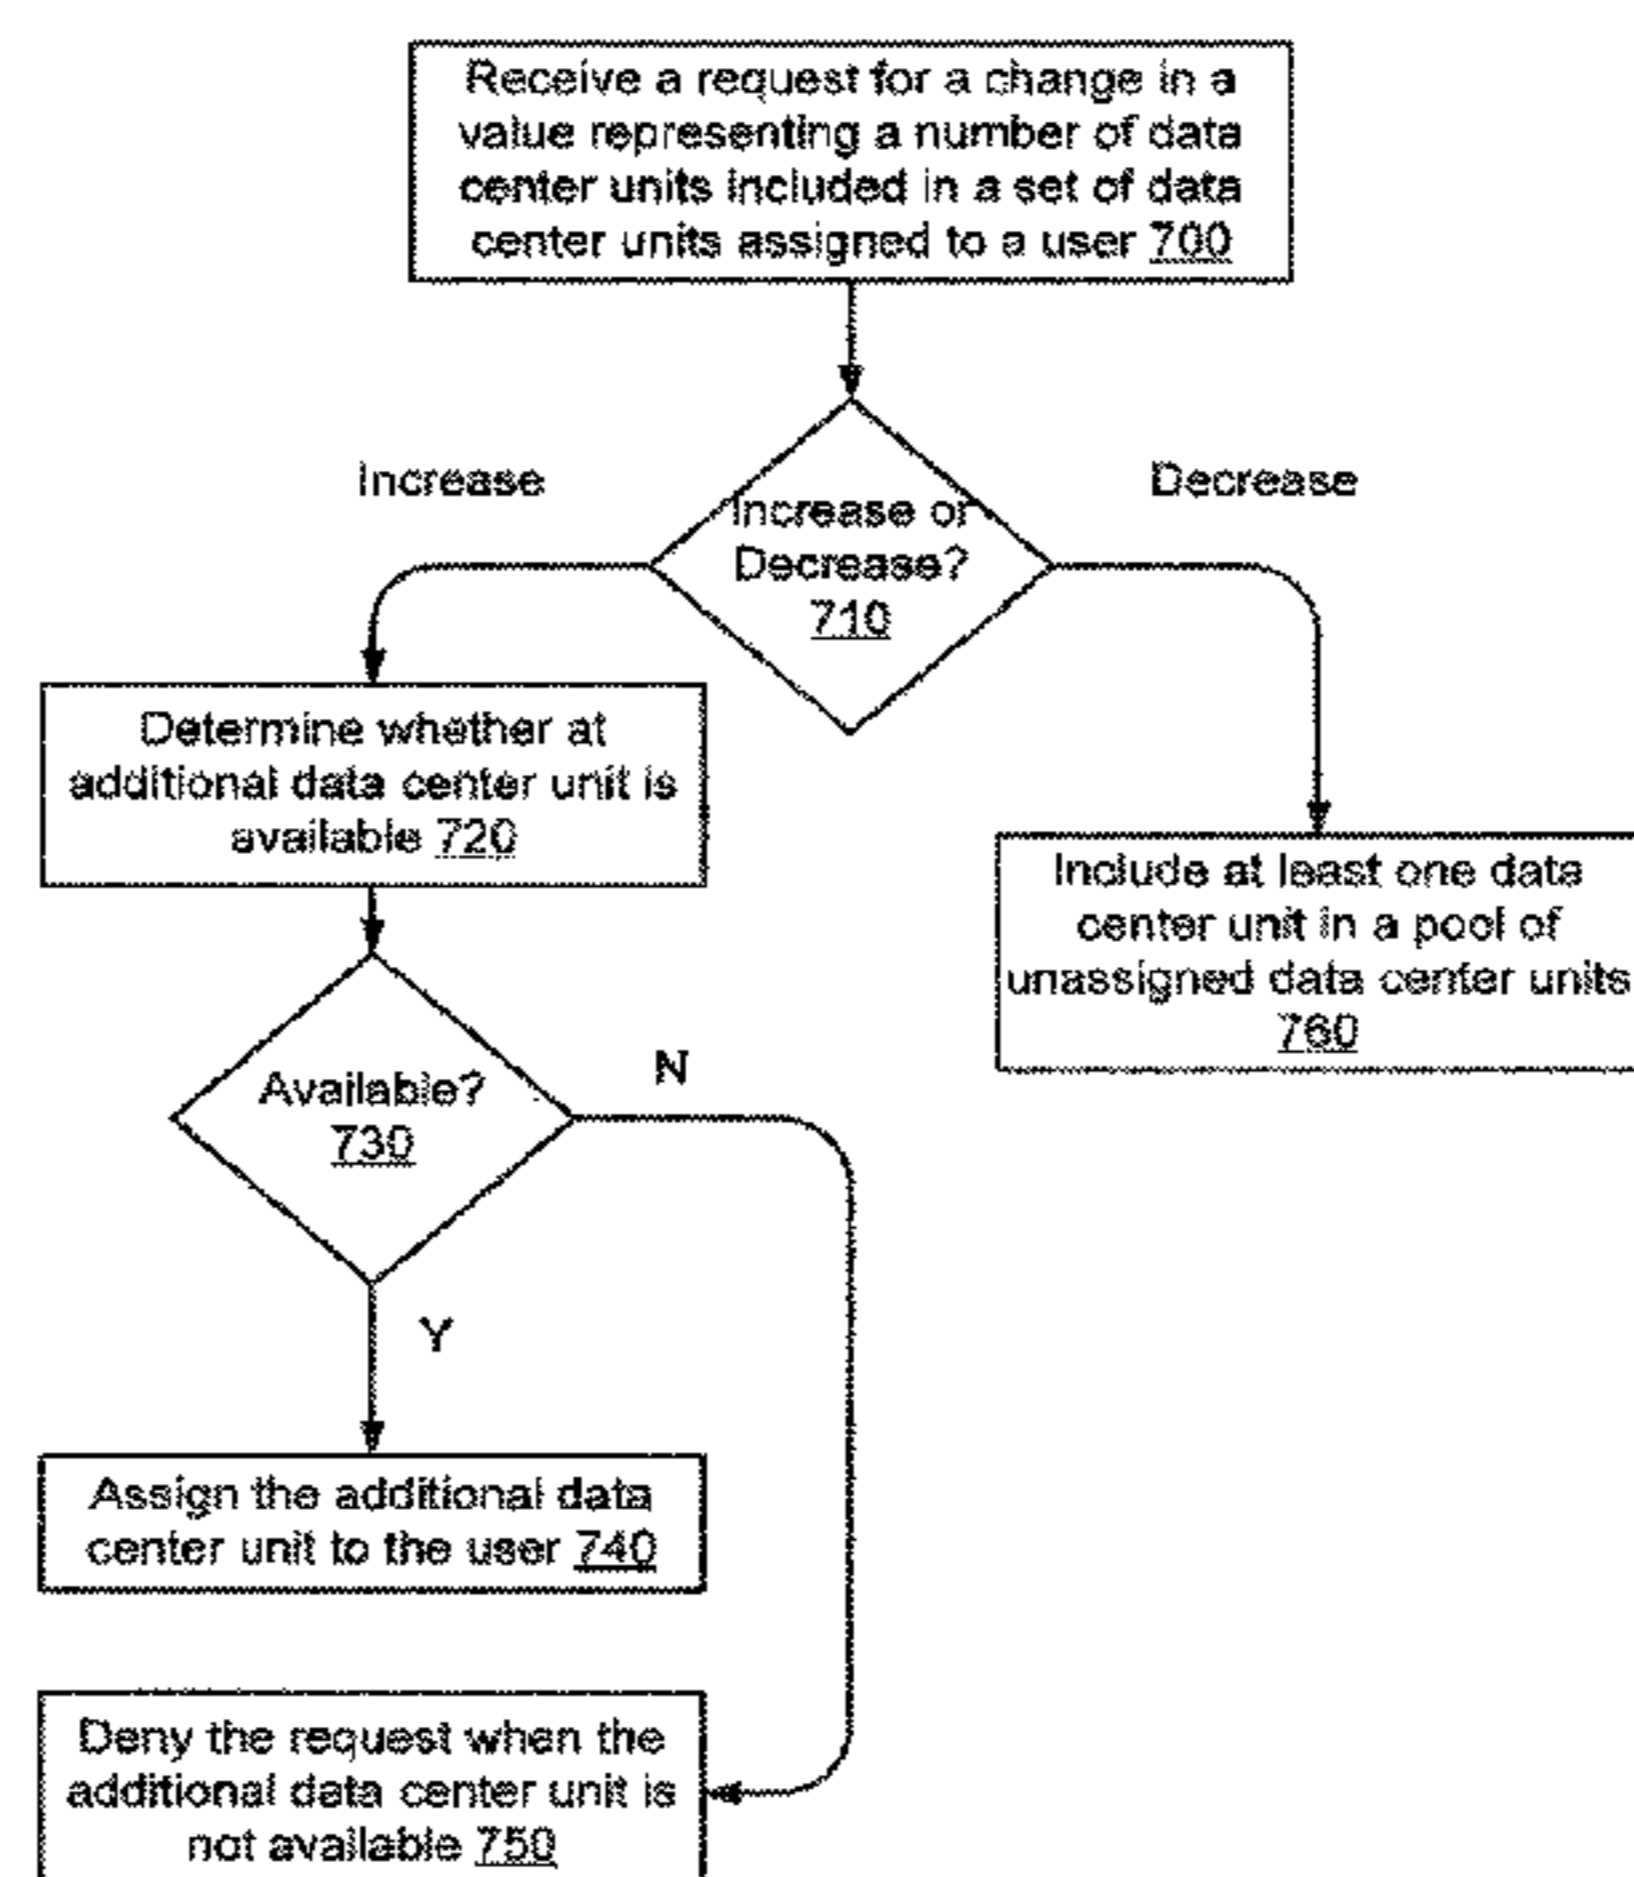 Receive a request for a change in a
value representing a number of data
center units included in a set of data
center units assigned to a user 700
Increase
Decrease
Increase or
Decrease?
710
Determine whether at
additional data center unit is
available 720
Include at least one data
center unit in a pool of
unassigned data center units
760
Available?
730
N
Y
Assign the additional data
center unit to the user 740
Deny the request when the
additional data center unit is
not available 750